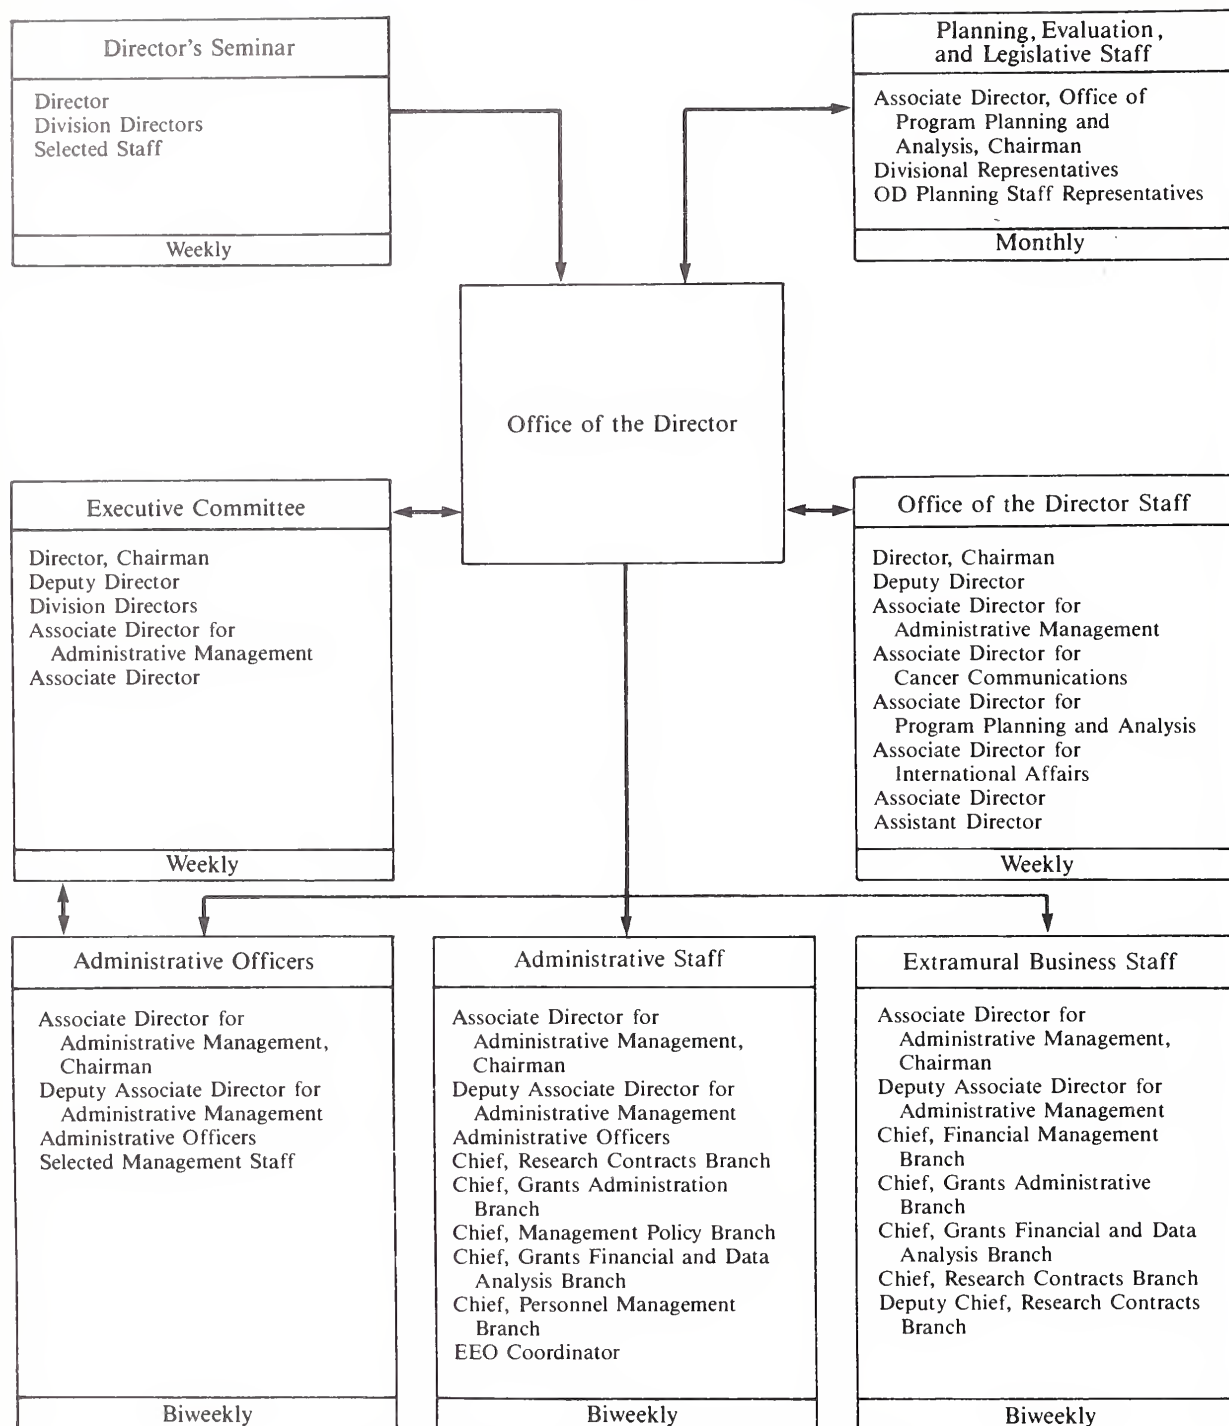 Director's Seminar
Director
Division Directors
Selected Staff
Weekly
Planning, Evaluation,
and Legislative Staff
Associate Director, Office of
Program Planning and
Analysis, Chairman
Divisional Representatives
OD Planning Staff Representatives
Monthly
Office of the Director
Executive Committee
Director, Chairman
Deputy Director
Division Directors
Associate Director for
Administrative Management
Associate Director
Weekly
Office of the Director Staff
Director, Chairman
Deputy Director
Associate Director for
Administrative Management
Associate Director for
Cancer Communications
Associate Director for
Program Planning and Analysis
Associate Director for
International Affairs
Associate Director
Assistant Director
Weekly
Administrative Officers
Associate Director for
Administrative Management,
Chairman
Deputy Associate Director for
Administrative Management
Administrative Officers
Selected Management Staff
Biweekly
Administrative Staff
Associate Director for
Administrative Management,
Chairman
Deputy Associate Director for
Administrative Management
Administrative Officers
Chief, Research Contracts Branch
Chief, Grants Administration
Branch
Chief, Management Policy Branch
Chief, Grants Financial and Data
Analysis Branch
Chief, Personnel Management
Branch
EEO Coordinator
Biweekly
Extramural Business Staff
Associate Director for
Administrative Management,
Chairman
Deputy Associate Director for
Administrative Management
Chief, Financial Management
Branch
Chief, Grants Administrative
Branch
Chief, Grants Financial and Data
Analysis Branch
Chief, Research Contracts Branch
Deputy Chief, Research Contracts
Branch
Biweekly